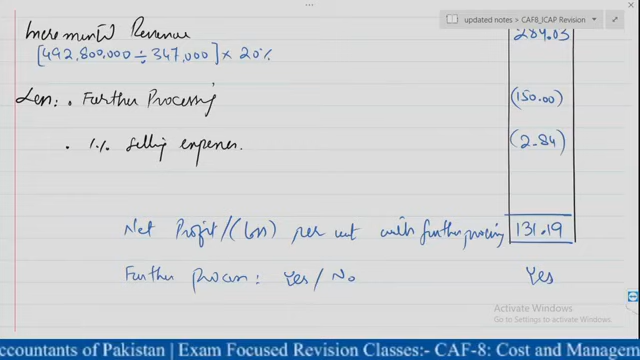 updated notes > CAF8_ICAP Revision
Incremental Revenue 284.03
[492,800,000 ÷ 347,000] × 20%
Less: • Further Processing (150.00)
• 1% Selling expenses. (2.84)
Net Profit/(loss) per unit with further processing 131.19
Further process: Yes / No Yes
Activate Windows
Go to Settings to activate Windows.
ccountants of Pakistan | Exam Focused Revision Classes:- CAF-8: Cost and Managem